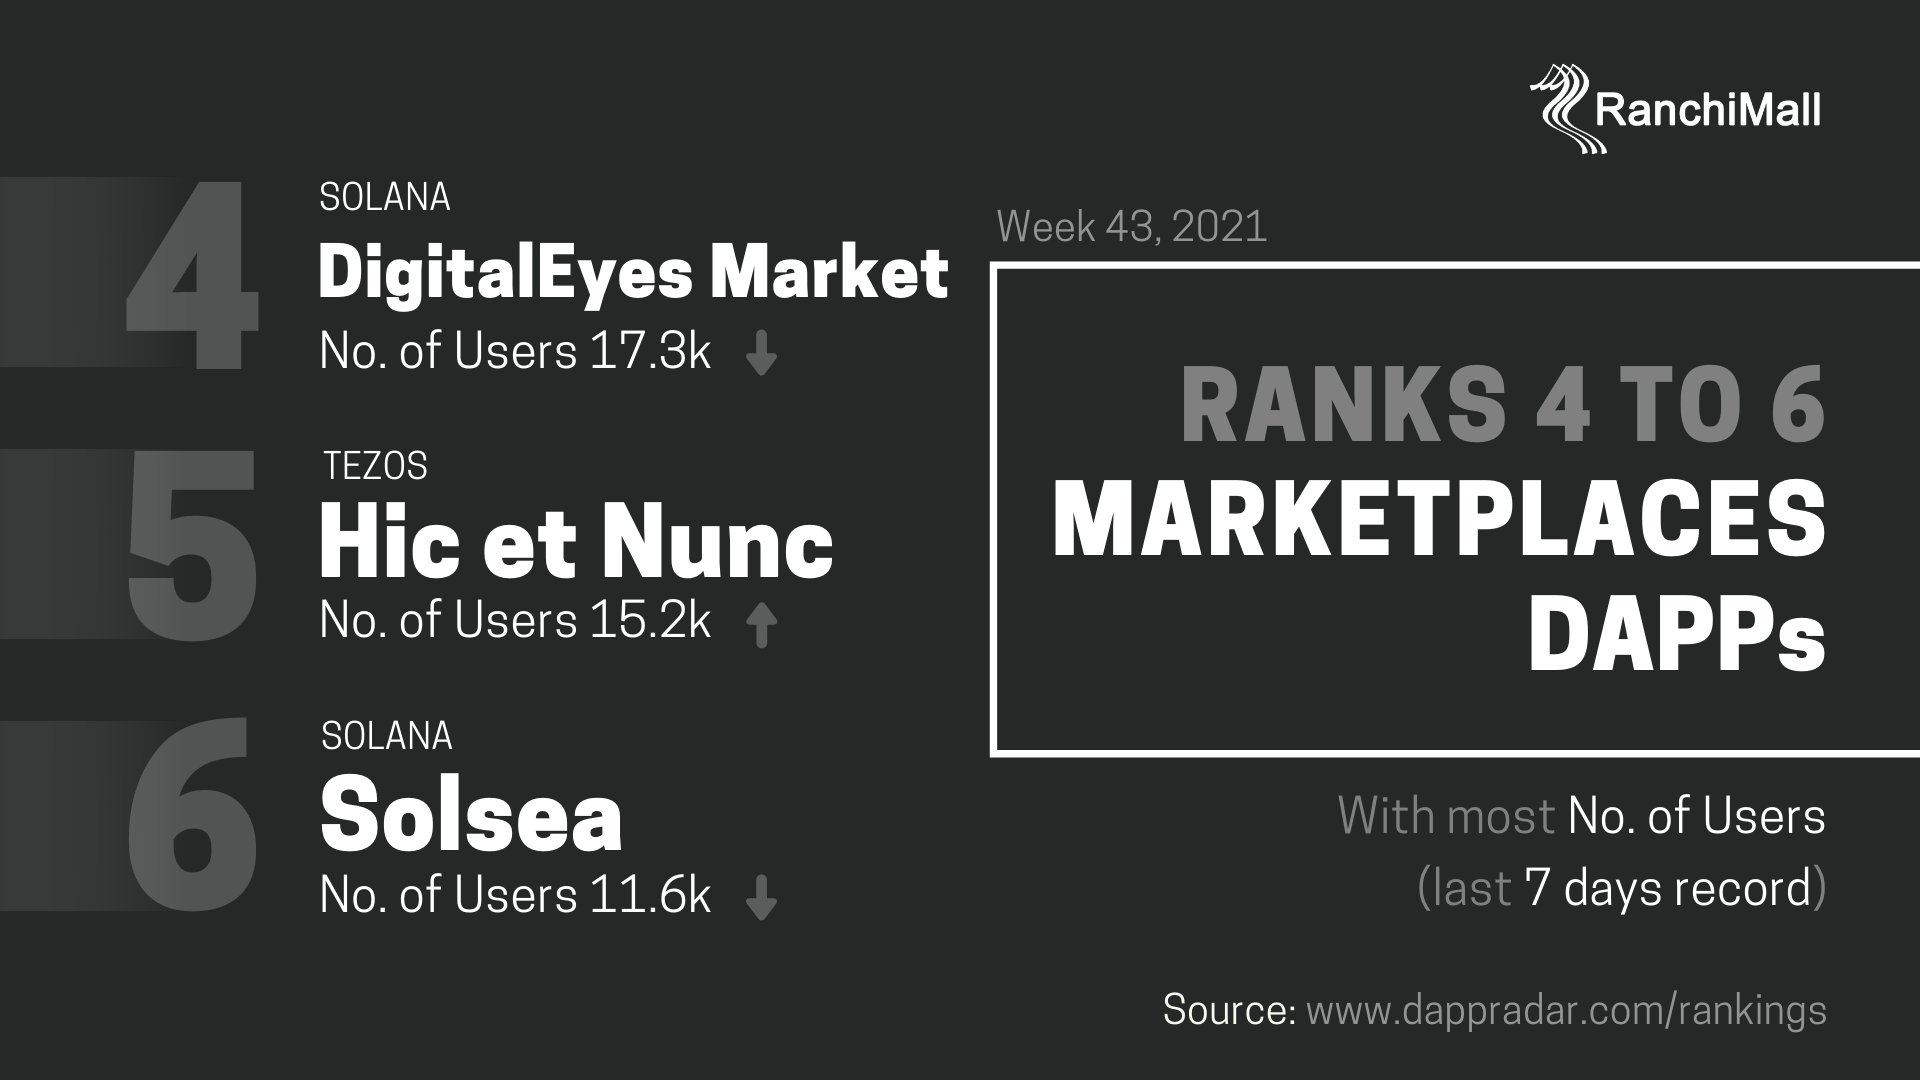 RanchiMall
4
SOLANA
DigitalEyes Market
No. of Users 17.3k
5
TEZOS
Hic et Nunc
No. of Users 15.2k
6
SOLANA
Solsea
No. of Users 11.6k
Week 43, 2021
RANKS 4 TO 6
MARKETPLACES
DAPPs
With most No. of Users
(last 7 days record)
Source: www.dappradar.com/rankings